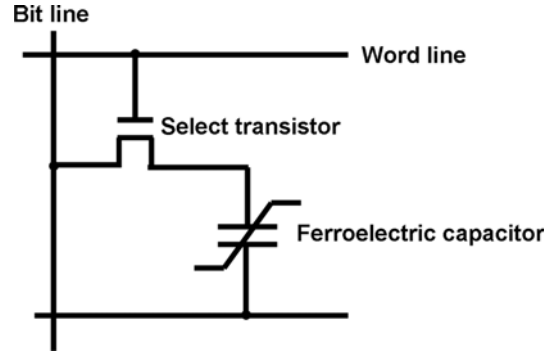 Bit line
Word line
Select transistor
Ferroelectric capacitor